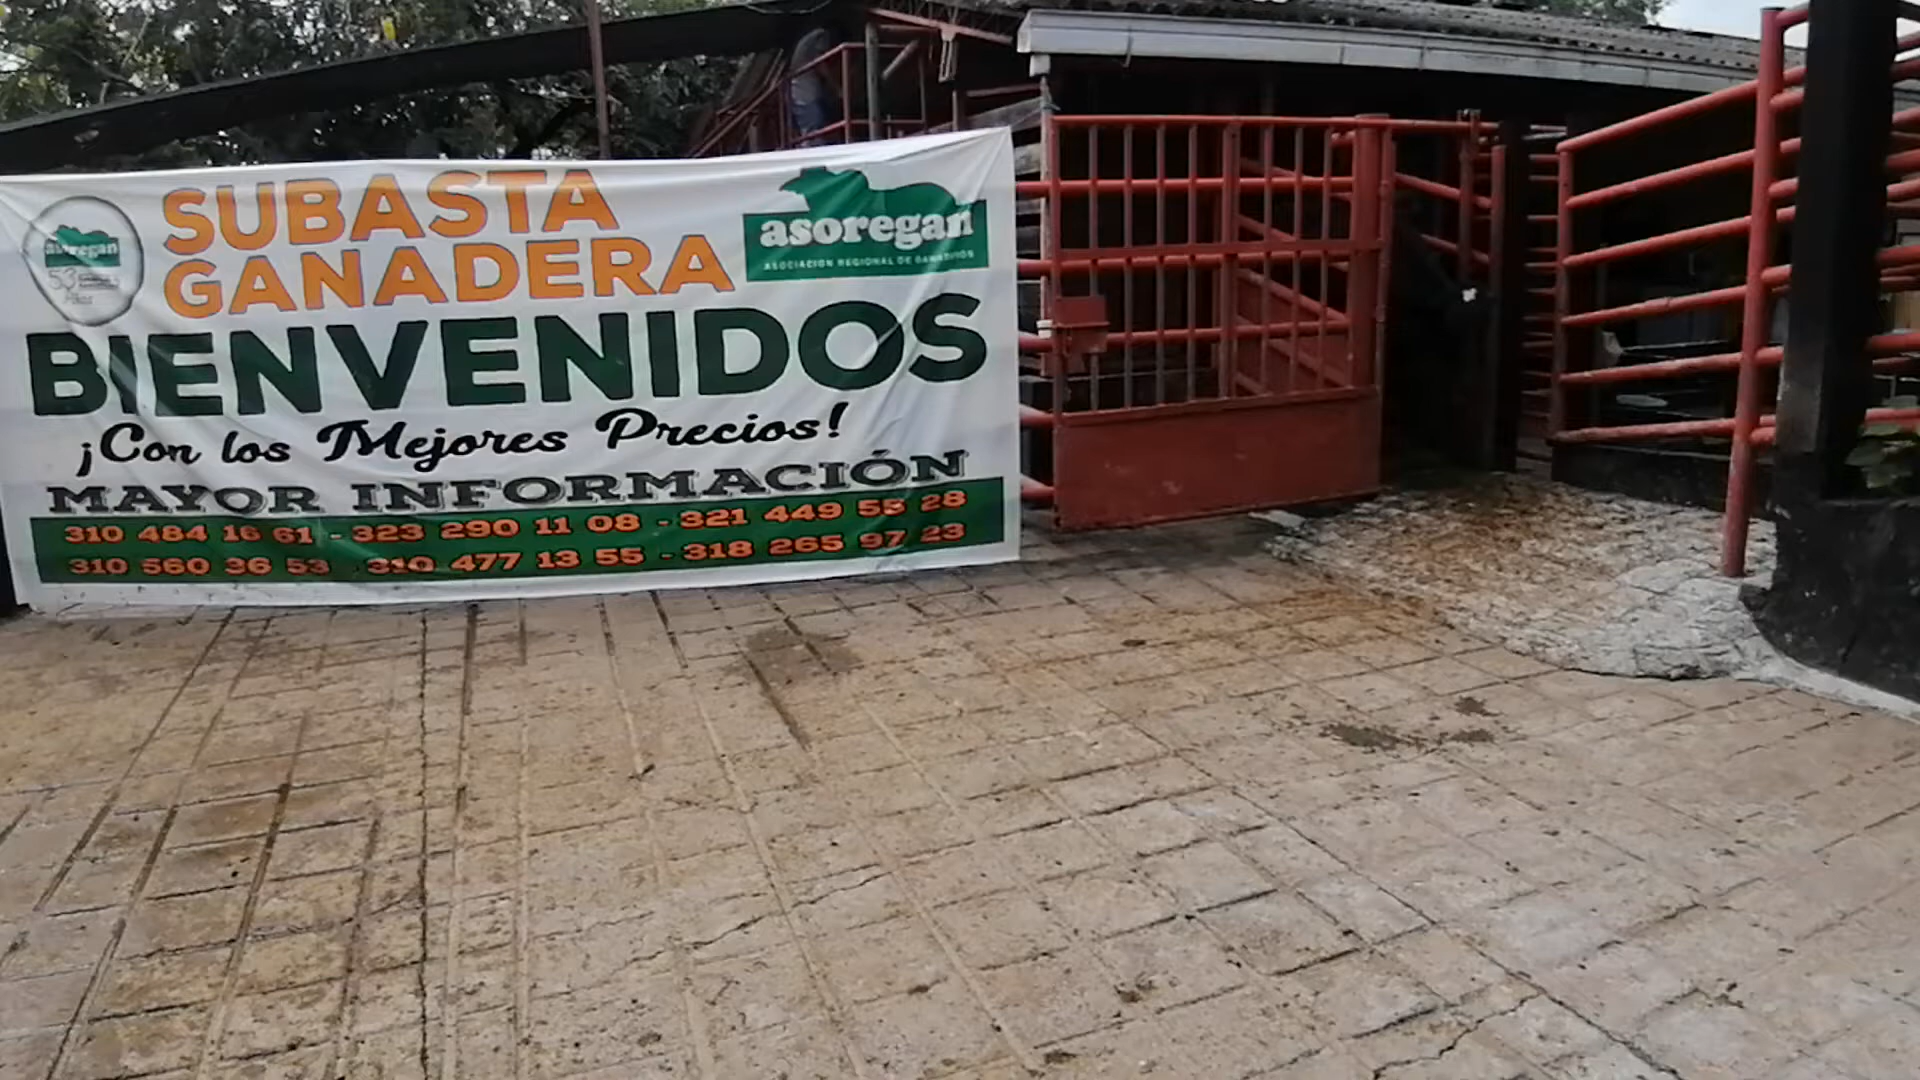 SUBASTA
GANADERA
asoregan
53
Años
asoregan
ASOCIACION REGIONAL DE GANADEROS
BIENVENIDOS
¡Con los Mejores Precios!
MAYOR INFORMACIÓN
310 484 16 61 - 323 290 11 08 - 321 449 55 28
310 560 36 53 310 477 13 55 - 318 265 97 23